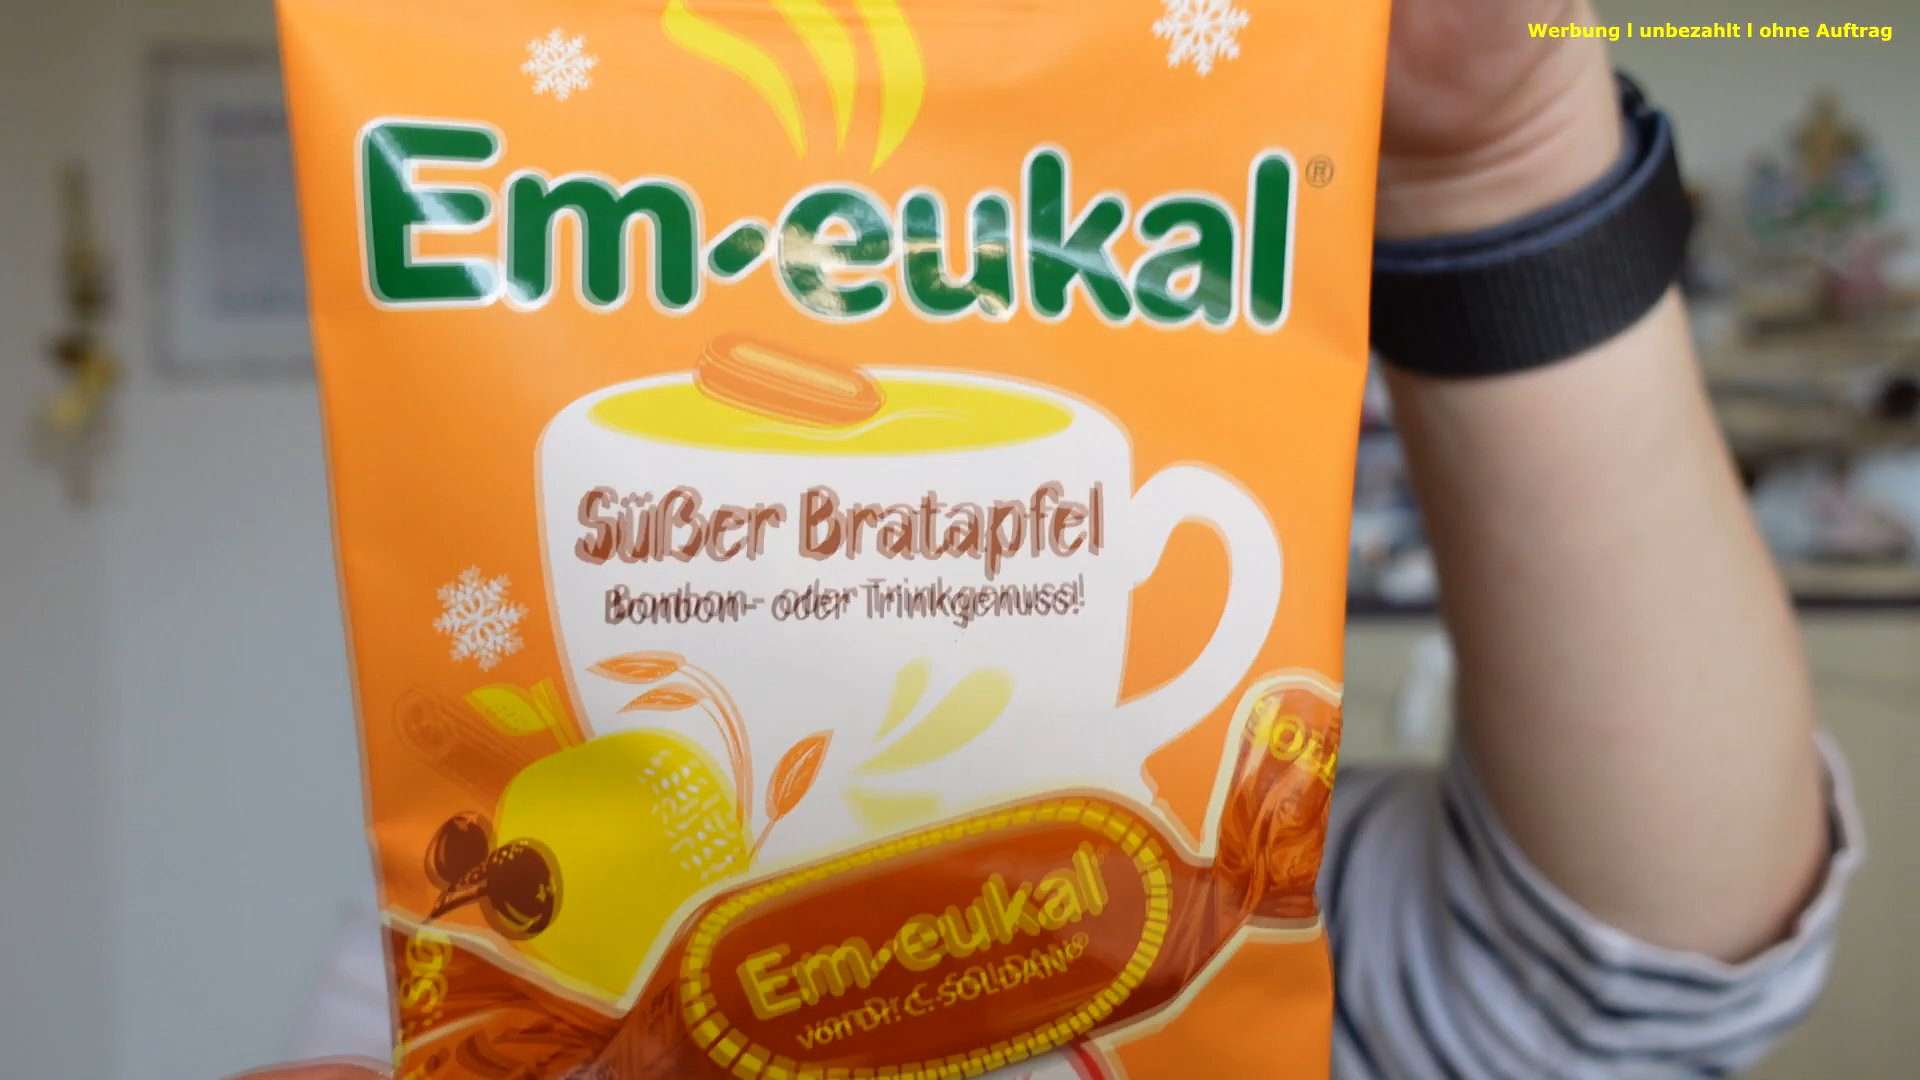 Werbung l unbezahlt l ohne Auftrag
Em-eukal®
Süßer Bratapfel
Bonbon- oder Trinkgenuss!
Em-eukal®
von Dr. C. SOLDAN®